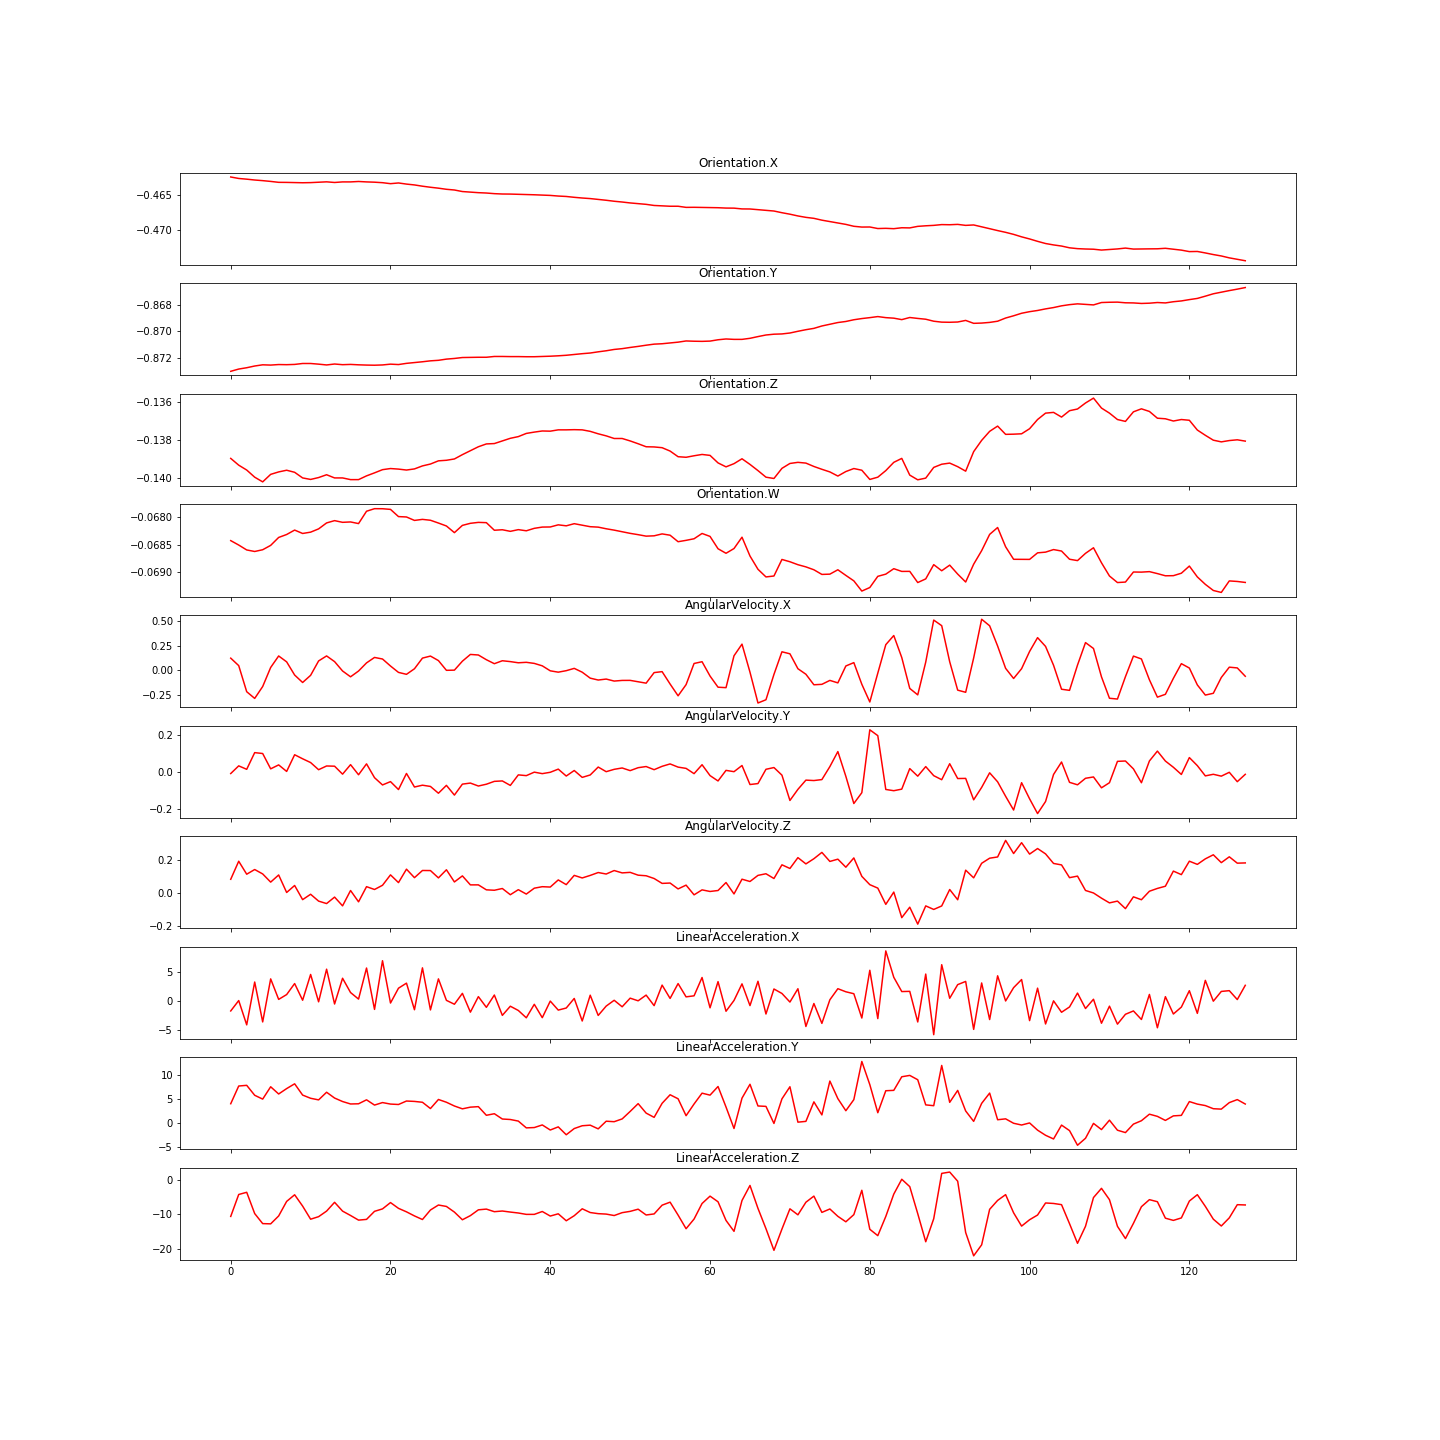 Orientation.X
−0.465
−0.470
Orientation.Y
−0.868
−0.870
−0.872
Orientation.Z
−0.136
−0.138
−0.140
Orientation.W
−0.0680
−0.0685
−0.0690
AngularVelocity.X
0.50
0.25
0.00
−0.25
AngularVelocity.Y
0.2
0.0
−0.2
AngularVelocity.Z
0.2
0.0
−0.2
LinearAcceleration.X
5
0
−5
LinearAcceleration.Y
10
5
0
−5
LinearAcceleration.Z
0
−10
−20
0 20 40 60 80 100 120